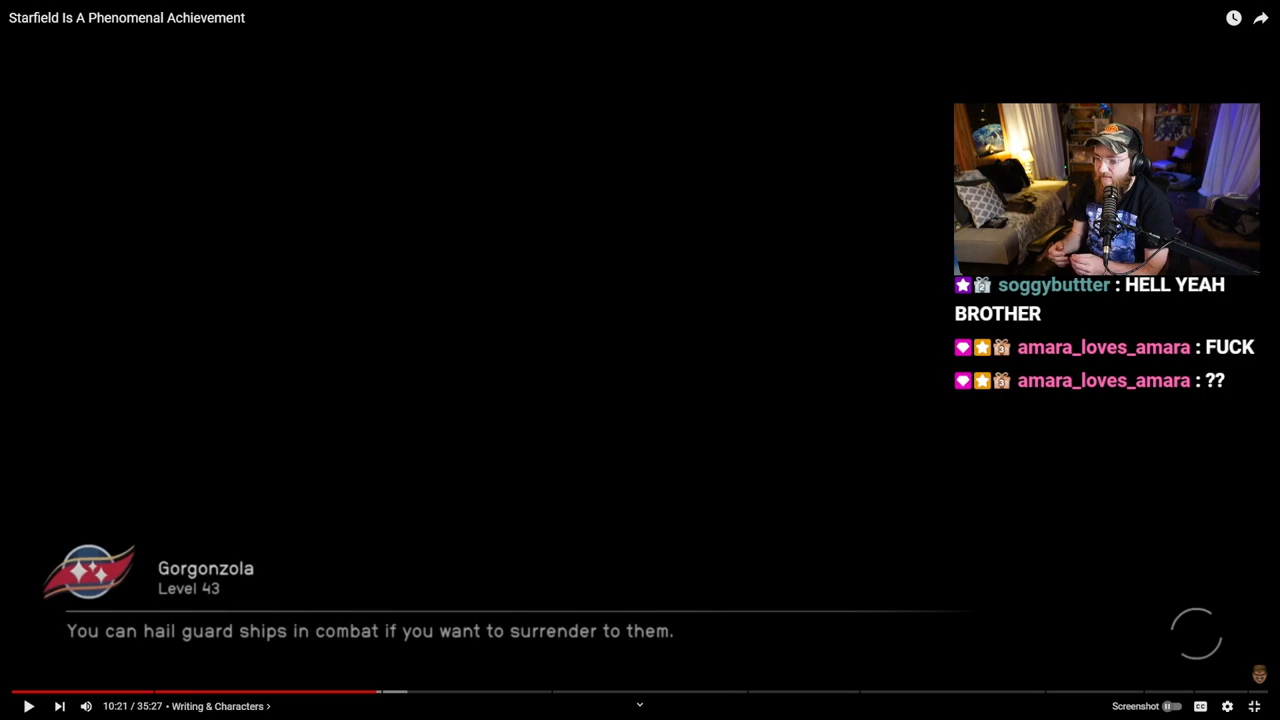 Starfield Is A Phenomenal Achievement
soggybuttter : HELL YEAH
BROTHER
amara_loves_amara : FUCK
amara_loves_amara : ??
Gorgonzola
Level 43
You can hail guard ships in combat if you want to surrender to them.
10:21 / 35:27 • Writing & Characters ›
Screenshot
CC